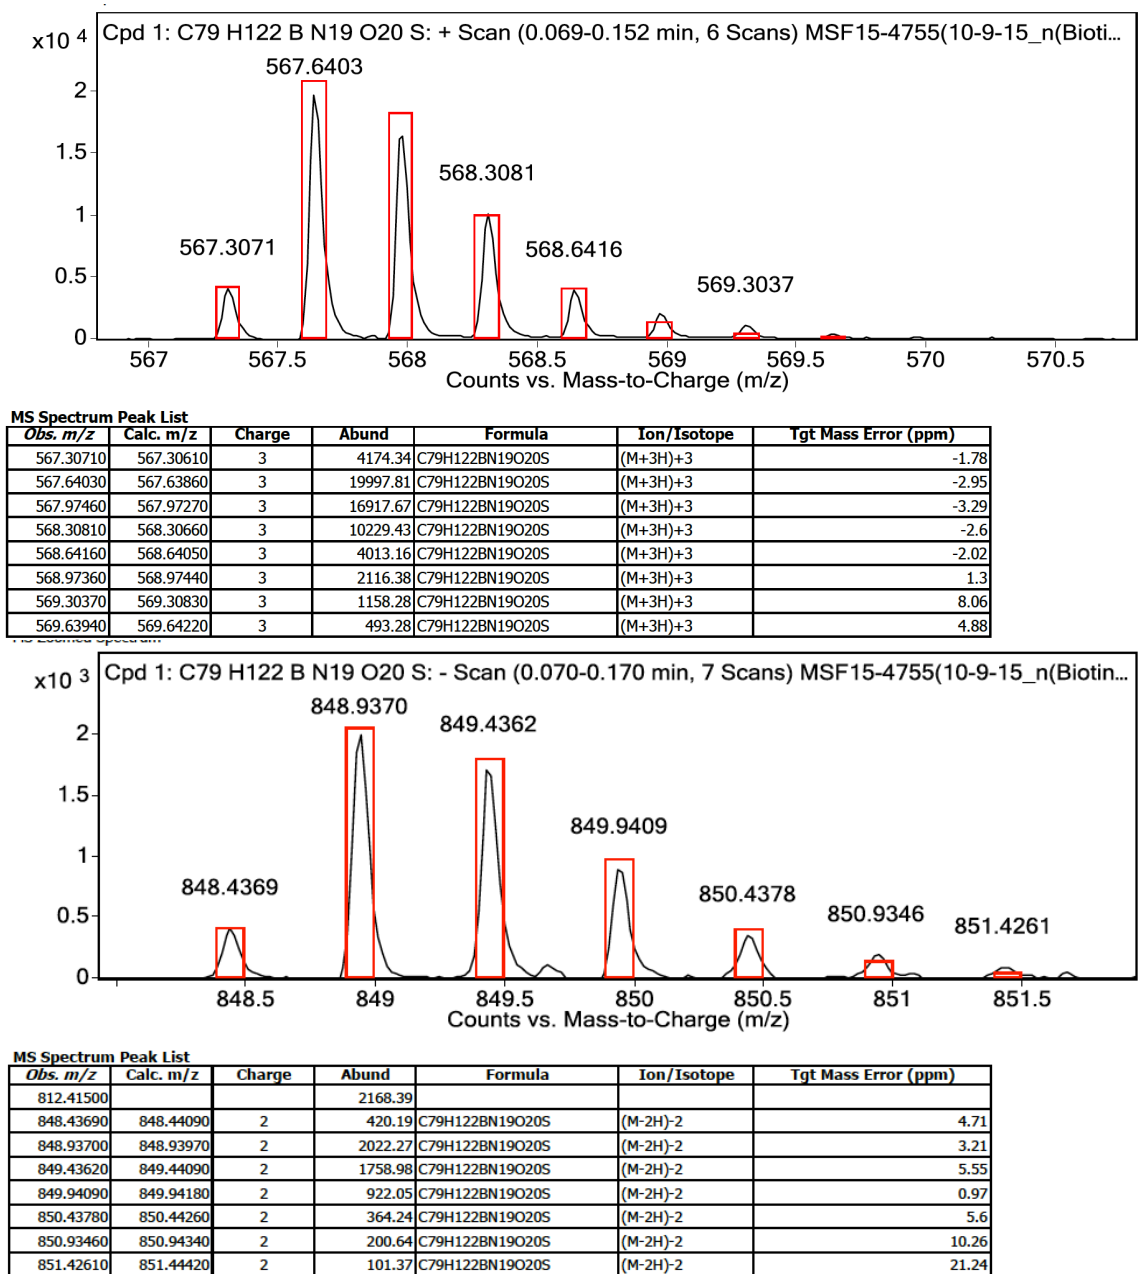 Cpd 1: C79 H122 B N19 O20 S: + Scan (0.069-0.152 min, 6 Scans) MSF15-4755(10-9-15_n(Bioti...
x10 4
567.6403
2
1.5
568.3081
1
567.3071
568.6416
569.3037
0.5
0
567 567.5 568 568.5 569 569.5 570 570.5
Counts vs. Mass-to-Charge (m/z)
MS Spectrum Peak List
Obs. m/z Calc. m/z Charge Abund Formula Ion/Isotope Tgt Mass Error (ppm)
567.30710 567.30610 3 4174.34 C79H122BN19O20S (M+3H)+3 -1.78
567.64030 567.63860 3 19997.81 C79H122BN19O20S (M+3H)+3 -2.95
567.97460 567.97270 3 16917.67 C79H122BN19O20S (M+3H)+3 -3.29
568.30810 568.30660 3 10229.43 C79H122BN19O20S (M+3H)+3 -2.6
568.64160 568.64050 3 4013.16 C79H122BN19O20S (M+3H)+3 -2.02
568.97360 568.97440 3 2116.38 C79H122BN19O20S (M+3H)+3 1.3
569.30370 569.30830 3 1158.28 C79H122BN19O20S (M+3H)+3 8.06
569.63940 569.64220 3 493.28 C79H122BN19O20S (M+3H)+3 4.88
Cpd 1: C79 H122 B N19 O20 S: - Scan (0.070-0.170 min, 7 Scans) MSF15-4755(10-9-15_n(Biotin...
x10 3
848.9370
849.4362
2
1.5
849.9409
1
848.4369
850.4378
850.9346
851.4261
0.5
0
848.5 849 849.5 850 850.5 851 851.5
Counts vs. Mass-to-Charge (m/z)
MS Spectrum Peak List
Obs. m/z Calc. m/z Charge Abund Formula Ion/Isotope Tgt Mass Error (ppm)
812.41500 2168.39
848.43690 848.44090 2 420.19 C79H122BN19O20S (M-2H)-2 4.71
848.93700 848.93970 2 2022.27 C79H122BN19O20S (M-2H)-2 3.21
849.43620 849.44090 2 1758.98 C79H122BN19O20S (M-2H)-2 5.55
849.94090 849.94180 2 922.05 C79H122BN19O20S (M-2H)-2 0.97
850.43780 850.44260 2 364.24 C79H122BN19O20S (M-2H)-2 5.6
850.93460 850.94340 2 200.64 C79H122BN19O20S (M-2H)-2 10.26
851.42610 851.44420 2 101.37 C79H122BN19O20S (M-2H)-2 21.24